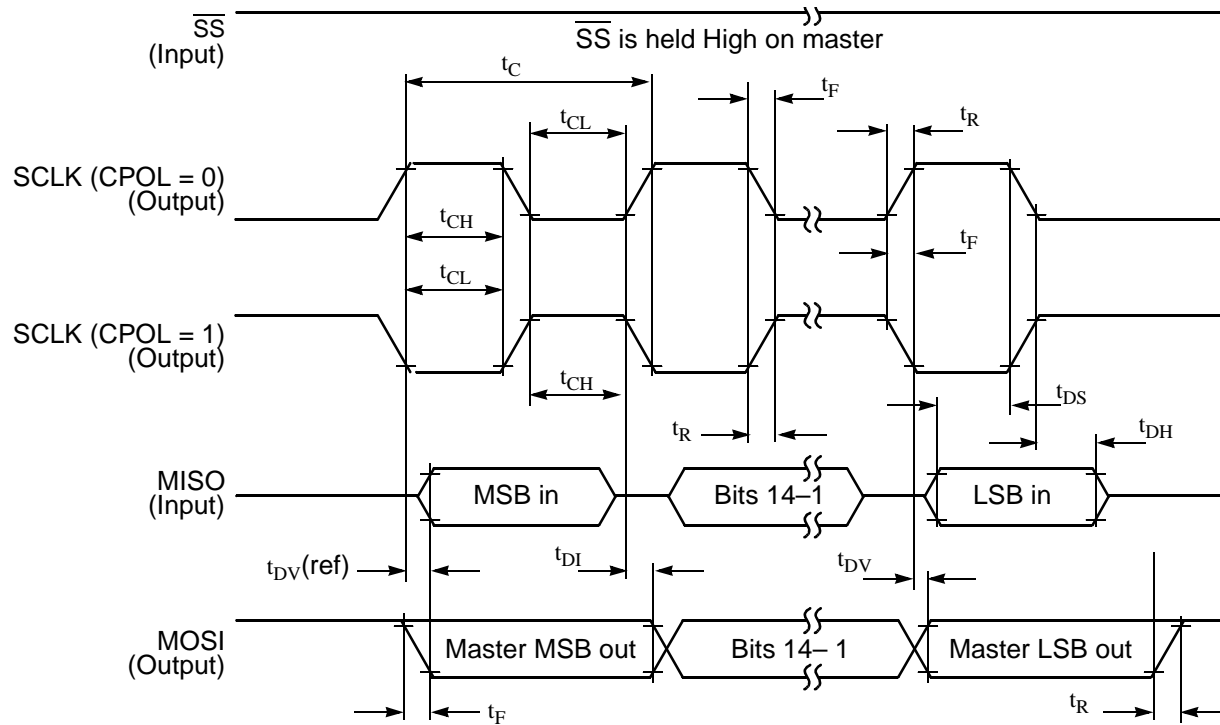 SS
(Input)
SS is held High on master
tC
tF
tR
tCL
SCLK (CPOL = 0)
(Output)
tCH
tF
tCL
SCLK (CPOL = 1)
(Output)
tCH
tDS
tR
tDH
MISO
(Input)
MSB in
Bits 14–1
LSB in
tDV(ref)
tDI
tDV
MOSI
(Output)
Master MSB out
Bits 14– 1
Master LSB out
tF
tR